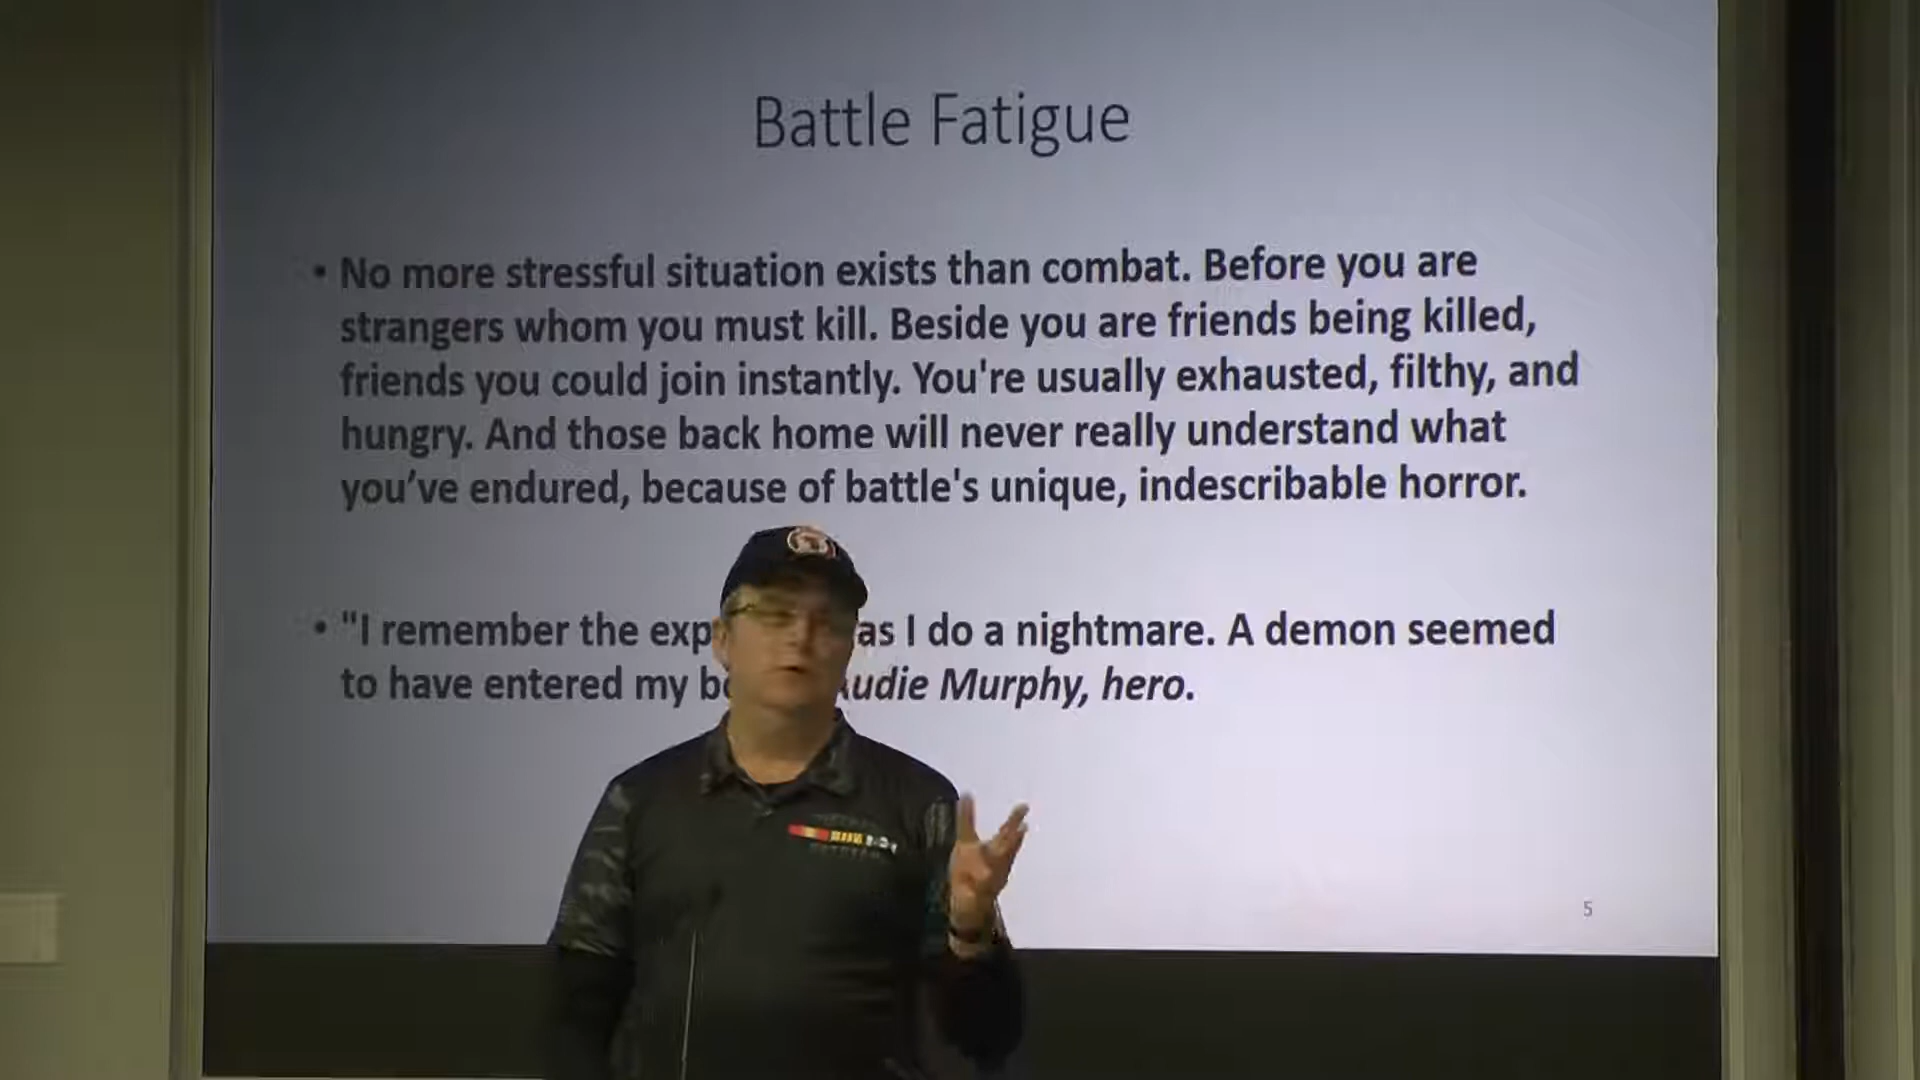 Battle Fatigue
• No more stressful situation exists than combat. Before you are
strangers whom you must kill. Beside you are friends being killed,
friends you could join instantly. You're usually exhausted, filthy, and
hungry. And those back home will never really understand what
you’ve endured, because of battle's unique, indescribable horror.
• "I remember the as I do a nightmare. A demon seemed
to have entered my Murphy, hero.
5